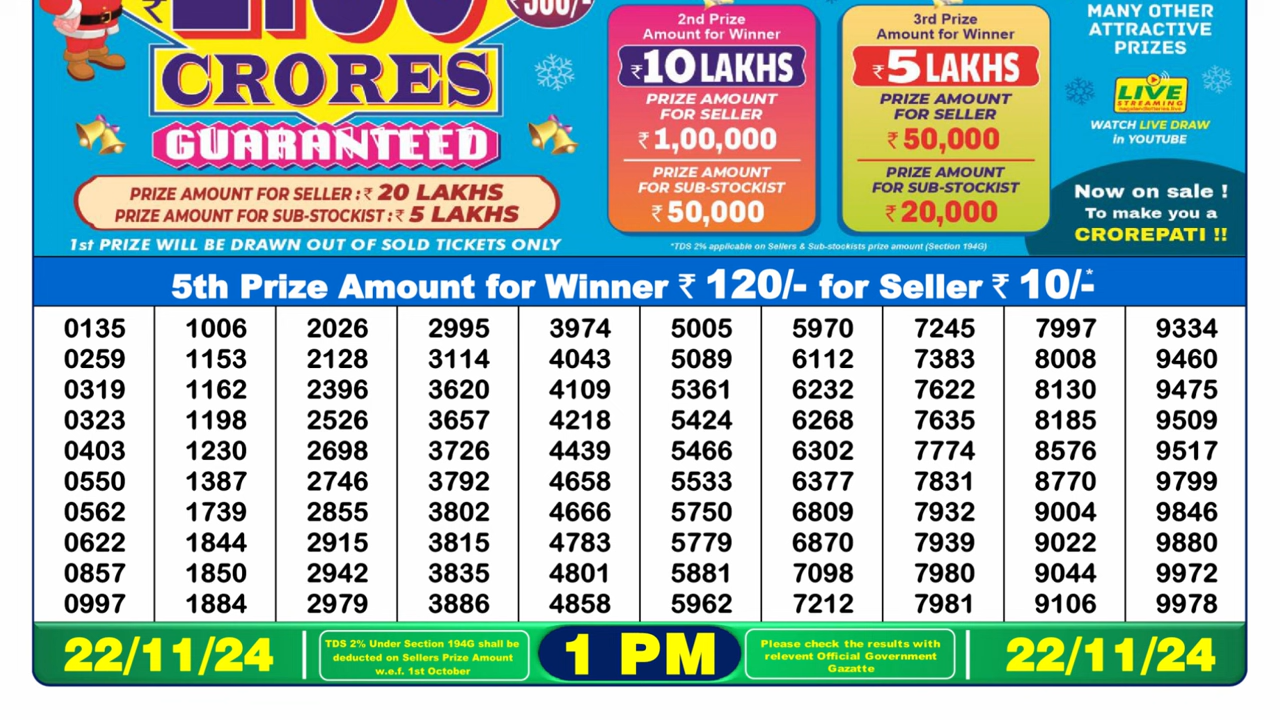 CRORES
GUARANTEED
PRIZE AMOUNT FOR SELLER :₹ 20 LAKHS
PRIZE AMOUNT FOR SUB-STOCKIST :₹ 5 LAKHS
1st PRIZE WILL BE DRAWN OUT OF SOLD TICKETS ONLY
2nd Prize
Amount for Winner
₹10 LAKHS
PRIZE AMOUNT
FOR SELLER
₹ 1,00,000
PRIZE AMOUNT
FOR SUB-STOCKIST
₹ 50,000
3rd Prize
Amount for Winner
₹5 LAKHS
PRIZE AMOUNT
FOR SELLER
₹ 50,000
PRIZE AMOUNT
FOR SUB-STOCKIST
₹ 20,000
*TDS 2% applicable on Sellers & Sub-stockists prize amount (Section 194G)
MANY OTHER
ATTRACTIVE
PRIZES
LIVE
STREAMING
WATCH LIVE DRAW
in YOUTUBE
Now on sale !
To make you a
CROREPATI !!
5th Prize Amount for Winner ₹ 120/- for Seller ₹ 10/-*
0135 1006 2026 2995 3974 5005 5970 7245 7997 9334
0259 1153 2128 3114 4043 5089 6112 7383 8008 9460
0319 1162 2396 3620 4109 5361 6232 7622 8130 9475
0323 1198 2526 3657 4218 5424 6268 7635 8185 9509
0403 1230 2698 3726 4439 5466 6302 7774 8576 9517
0550 1387 2746 3792 4658 5533 6377 7831 8770 9799
0562 1739 2855 3802 4666 5750 6809 7932 9004 9846
0622 1844 2915 3815 4783 5779 6870 7939 9022 9880
0857 1850 2942 3835 4801 5881 7098 7980 9044 9972
0997 1884 2979 3886 4858 5962 7212 7981 9106 9978
22/11/24
TDS 2% Under Section 194G shall be
deducted on Sellers Prize Amount
w.e.f. 1st October
1 PM
Please check the results with
relevent Official Government
Gazatte
22/11/24